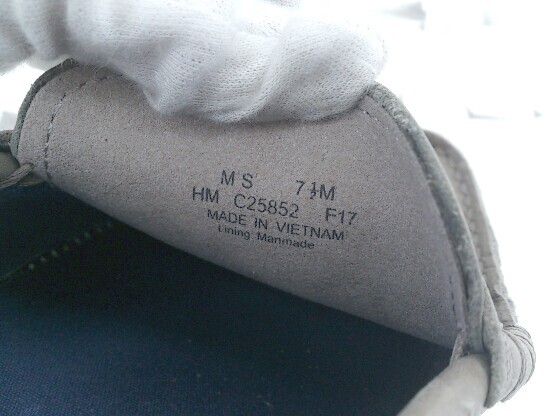 M S 7½M
HM C25852 F17
MADE IN VIETNAM
Lining Manmade